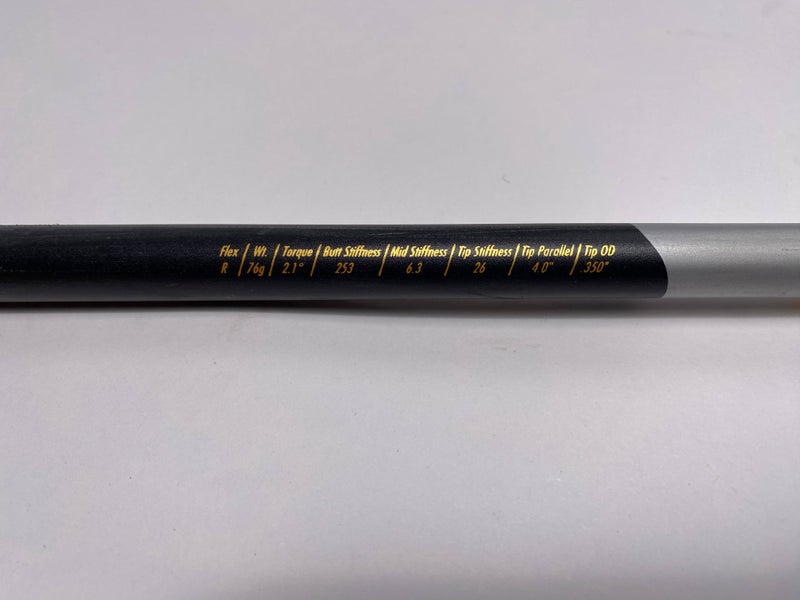 Flex / Wt. / Torque / Butt Stiffness / Mid Stiffness / Tip Stiffness / Tip Parallel / Tip OD
R / 76g / 2.1° / 253 / 6.3 / 26 / 4.0" / .350"